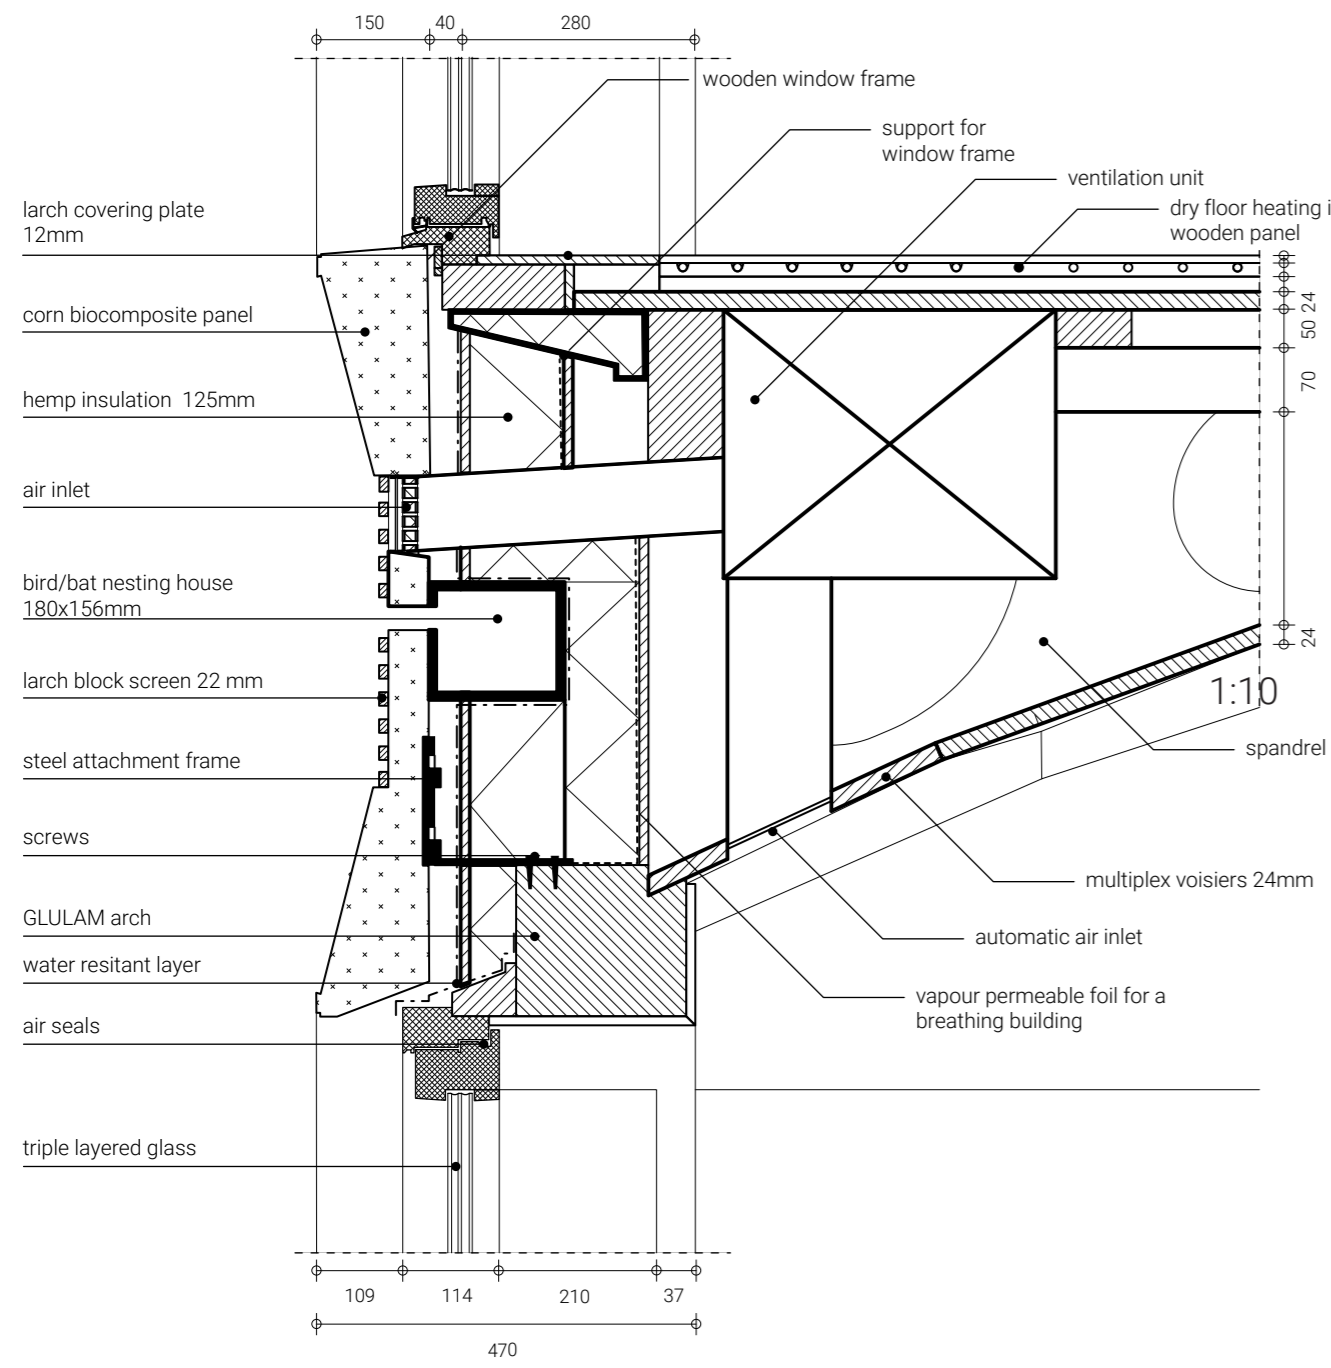 150
40
280
wooden window frame
support for
window frame
ventilation unit
dry floor heating i
wooden panel
larch covering plate
12mm
corn biocomposite panel
hemp insulation 125mm
air inlet
bird/bat nesting house
180x156mm
larch block screen 22 mm
steel attachment frame
screws
GLULAM arch
water resitant layer
air seals
triple layered glass
24
50
70
24
1:10
spandrel
multiplex voisiers 24mm
automatic air inlet
vapour permeable foil for a
breathing building
109
114
210
37
470